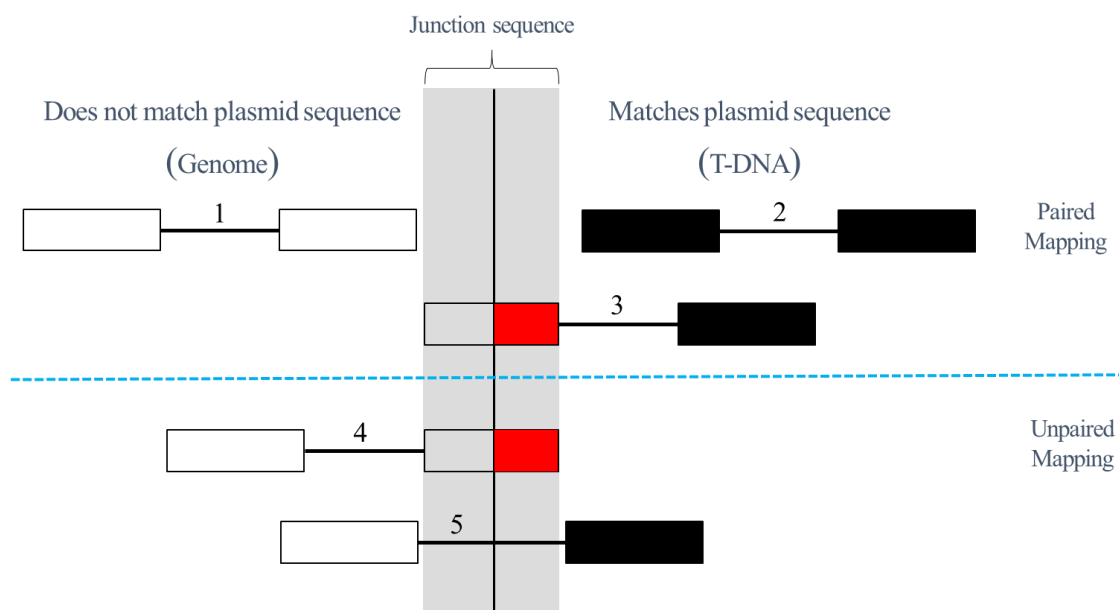 Junction sequence
Does not match plasmid sequence
(Genome)
Matches plasmid sequence
(T-DNA)
1
2
Paired
Mapping
3
4
Unpaired
Mapping
5